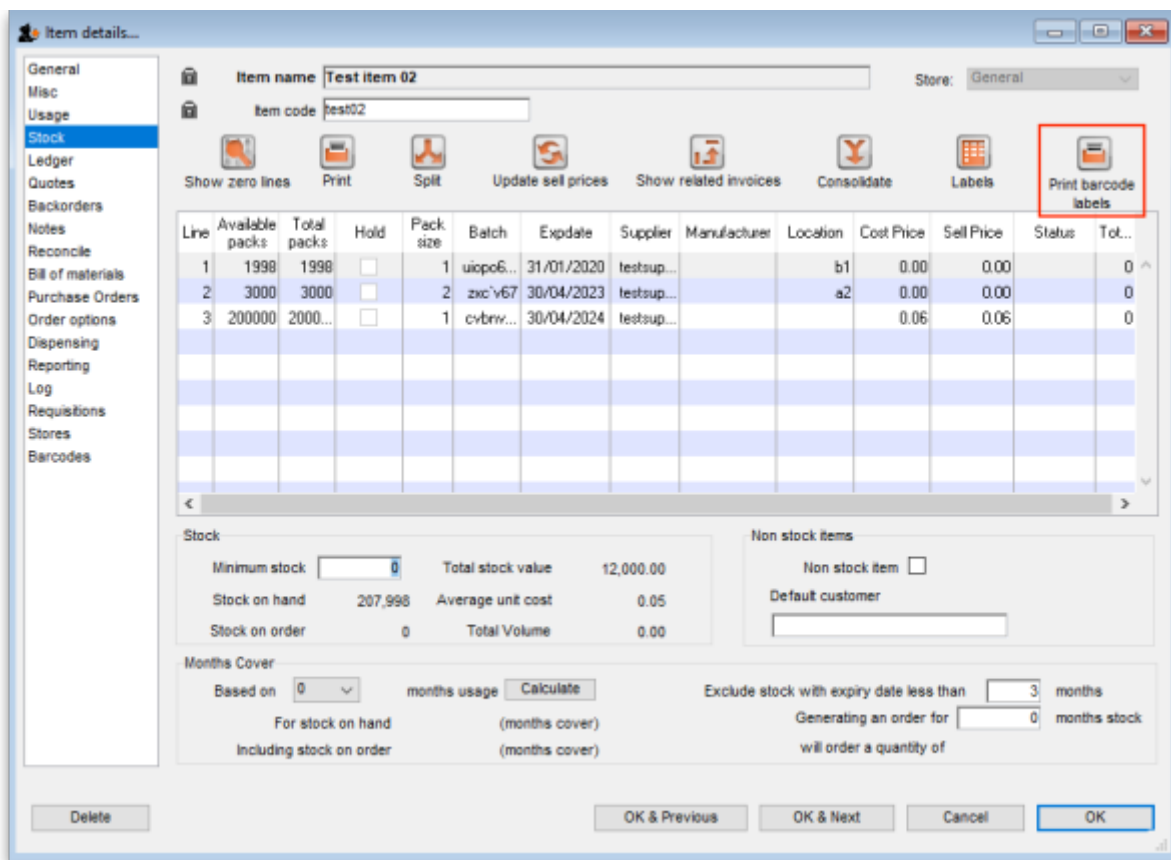 Item details...
General
Misc
Usage
Stock
Ledger
Quotes
Backorders
Notes
Reconcile
Bill of materials
Purchase Orders
Order options
Dispensing
Reporting
Log
Requisitions
Stores
Barcodes
Item name Test item 02 Store: General
Item code test02
Show zero lines Print Split Update sell prices Show related invoices Consolidate Labels Print barcode labels
Line Available packs Total packs Hold Pack size Batch Expdate Supplier Manufacturer Location Cost Price Sell Price Status Tot...
1 1998 1998 1 uiopo6... 31/01/2020 testsup... b1 0.00 0.00 0
2 3000 3000 2 zxc`v67 30/04/2023 testsup... a2 0.00 0.00 0
3 200000 2000... 1 cvbnv... 30/04/2024 testsup... 0.06 0.06 0
Stock Non stock items
Minimum stock 0 Total stock value 12,000.00 Non stock item
Stock on hand 207,998 Average unit cost 0.05 Default customer
Stock on order 0 Total Volume 0.00
Months Cover
Based on 0 months usage Calculate Exclude stock with expiry date less than 3 months
For stock on hand (months cover) Generating an order for 0 months stock
Including stock on order (months cover) will order a quantity of
Delete OK & Previous OK & Next Cancel OK